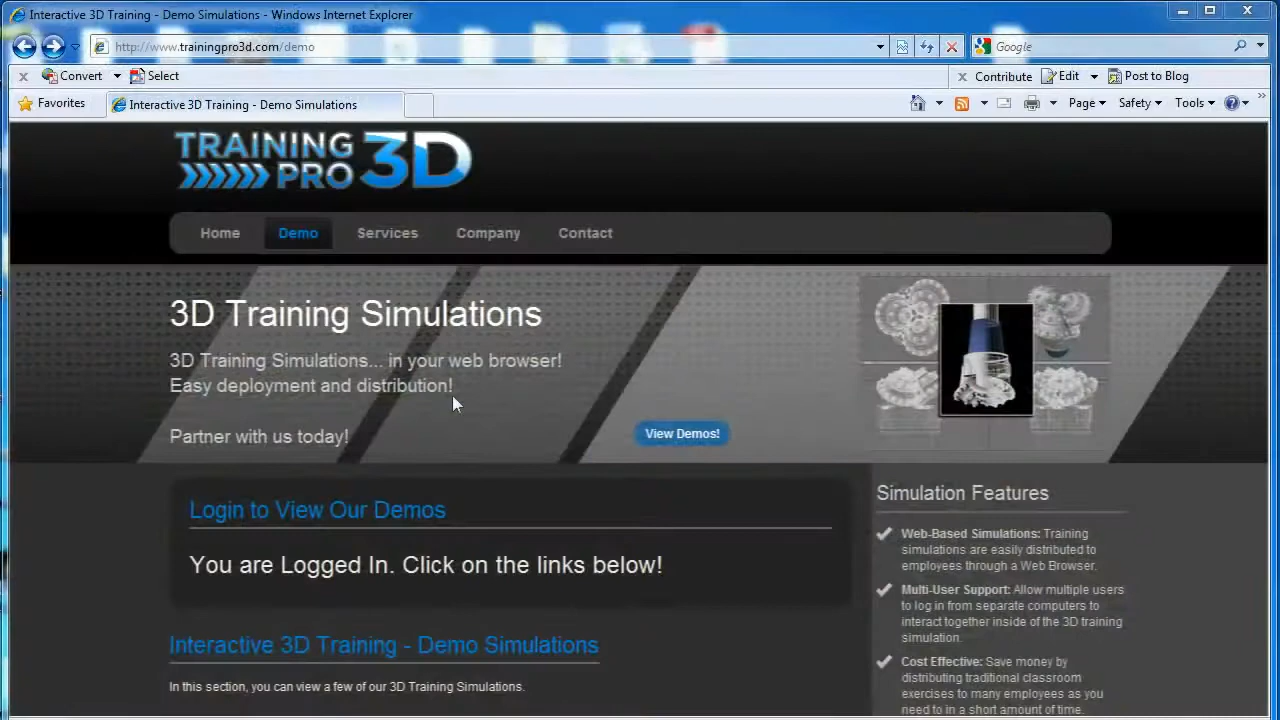 Interactive 3D Training - Demo Simulations - Windows Internet Explorer
http://www.trainingpro3d.com/demo
Google
Convert Select
Contribute Edit Post to Blog
Favorites
Interactive 3D Training - Demo Simulations
Page Safety Tools
TRAINING
PRO 3D
Home Demo Services Company Contact
3D Training Simulations
3D Training Simulations... in your web browser!
Easy deployment and distribution!
Partner with us today!
View Demos!
Login to View Our Demos
You are Logged In. Click on the links below!
Interactive 3D Training - Demo Simulations
In this section, you can view a few of our 3D Training Simulations.
Simulation Features
Web-Based Simulations: Training
simulations are easily distributed to
employees through a Web Browser.
Multi-User Support: Allow multiple users
to log in from separate computers to
interact together inside of the 3D training
simulation.
Cost Effective: Save money by
distributing traditional classroom
exercises to many employees as you
need to in a short amount of time.